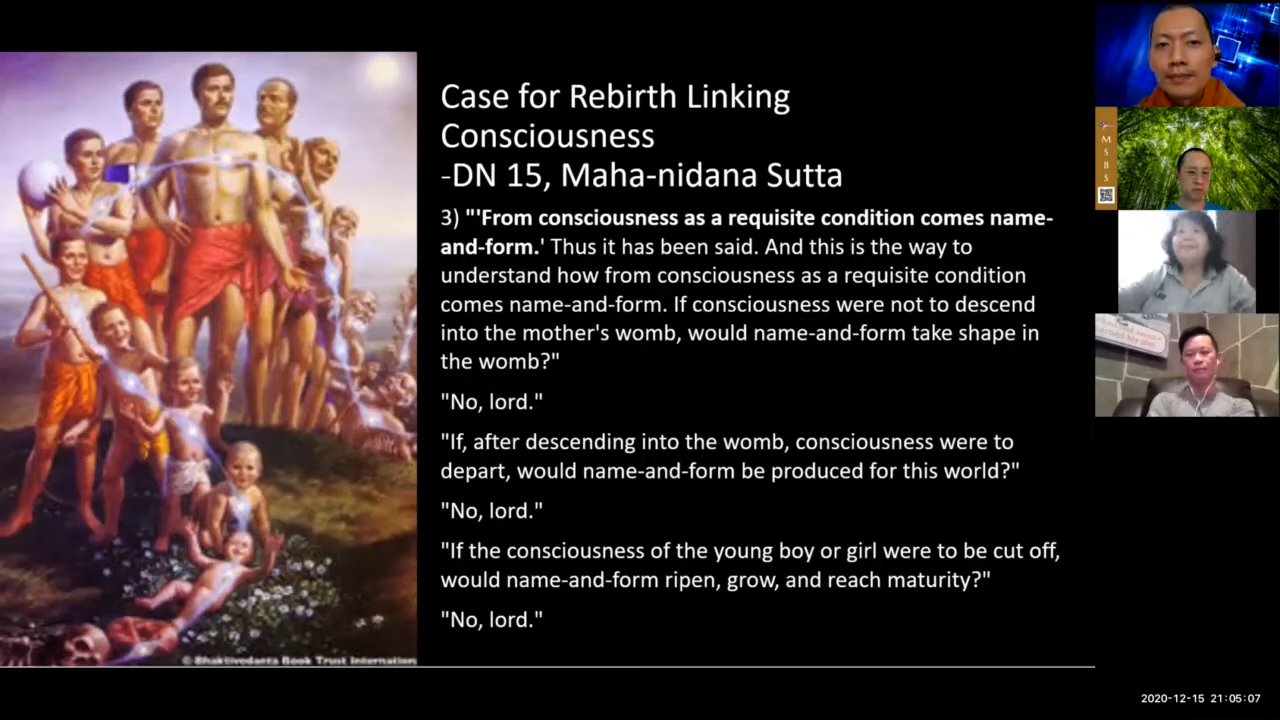 Case for Rebirth Linking
Consciousness
-DN 15, Maha-nidana Sutta
3) "'From consciousness as a requisite condition comes name-
and-form.' Thus it has been said. And this is the way to
understand how from consciousness as a requisite condition
comes name-and-form. If consciousness were not to descend
into the mother's womb, would name-and-form take shape in
the womb?"
"No, lord."
"If, after descending into the womb, consciousness were to
depart, would name-and-form be produced for this world?"
"No, lord."
"If the consciousness of the young boy or girl were to be cut off,
would name-and-form ripen, grow, and reach maturity?"
"No, lord."
© Bhaktivedanta Book Trust Internation
M
S
B
S
2020-12-15 21:05:07